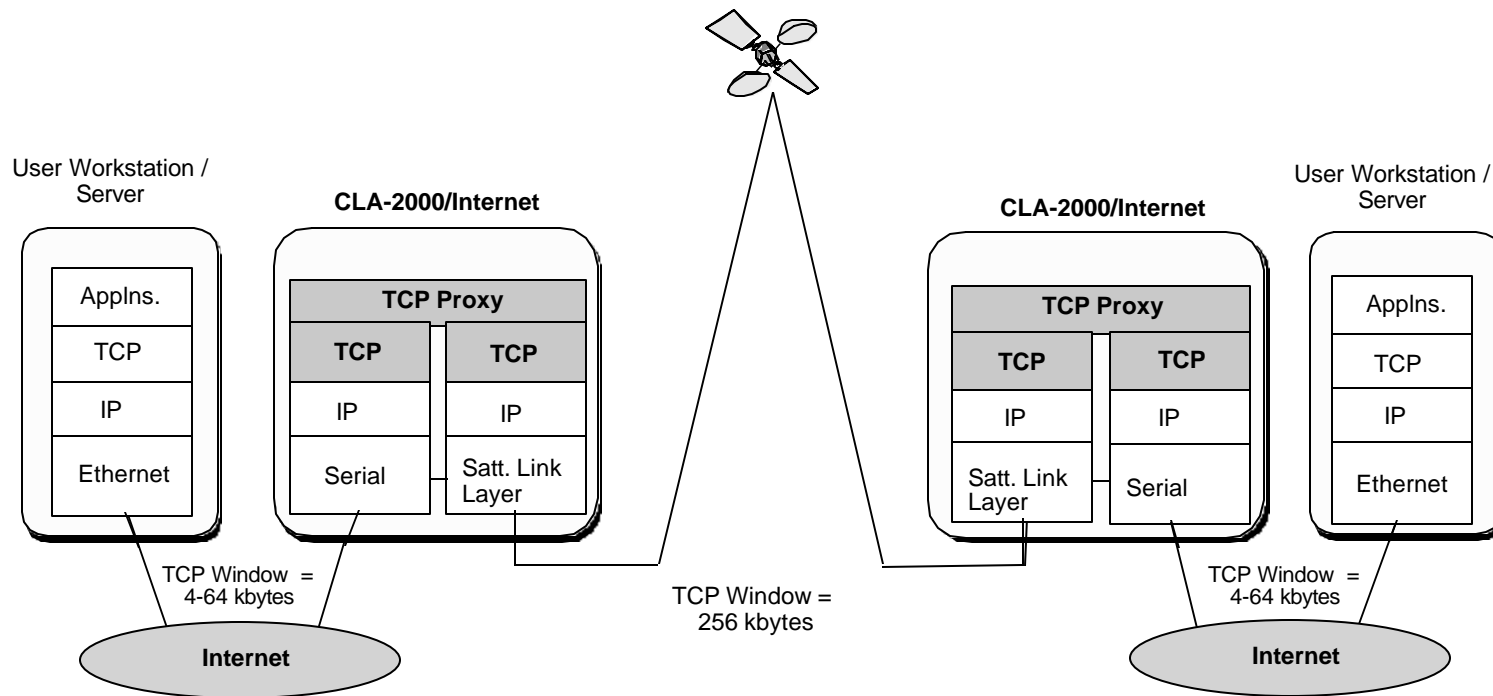 User Workstation /
Server
CLA-2000/Internet
Applns.
TCP
IP
Ethernet
TCP Proxy
TCP
TCP
IP
IP
Serial
Satt. Link
Layer
TCP Window =
4-64 kbytes
Internet
TCP Window =
256 kbytes
CLA-2000/Internet
User Workstation /
Server
TCP Proxy
TCP
TCP
IP
IP
Satt. Link
Layer
Serial
Applns.
TCP
IP
Ethernet
TCP Window =
4-64 kbytes
Internet